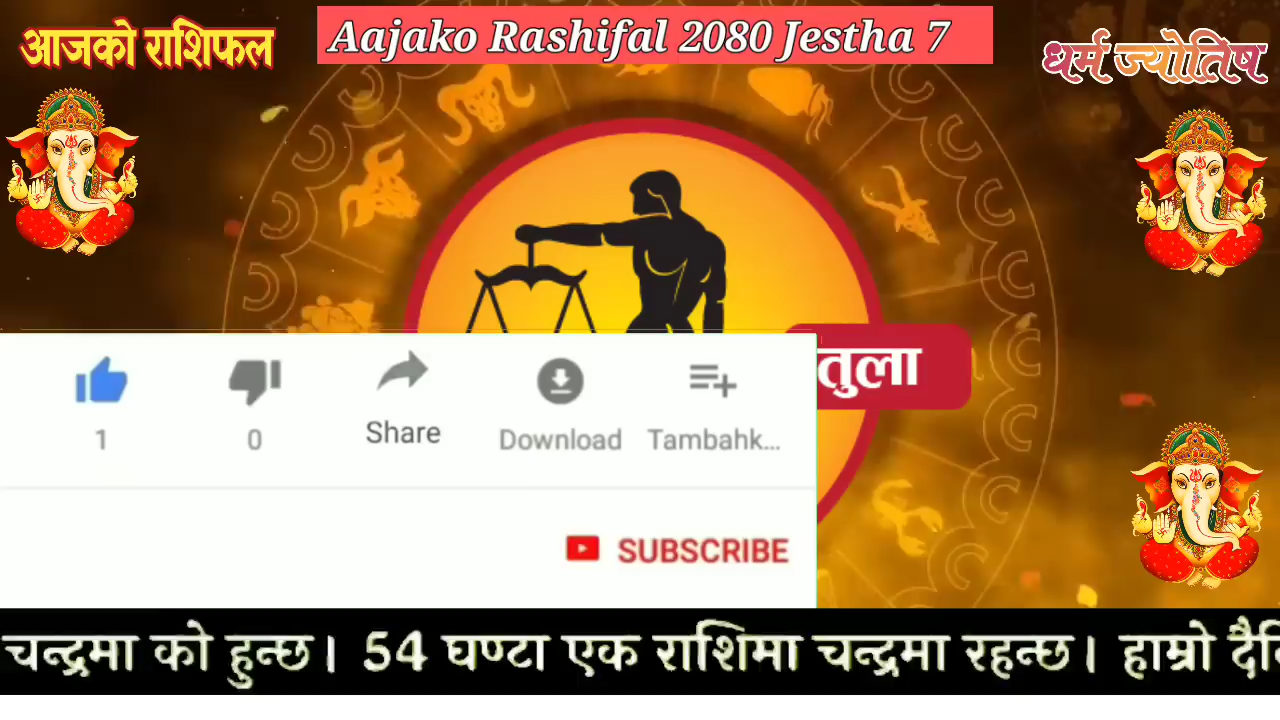 आजको राशिफल
Aajako Rashifal 2080 Jestha 7
धर्म ज्योतिष
तुला
1 0 Share Download Tambahk...
SUBSCRIBE
चन्द्रमा को हुन्छ। 54 घण्टा एक राशिमा चन्द्रमा रहन्छ। हाम्रो